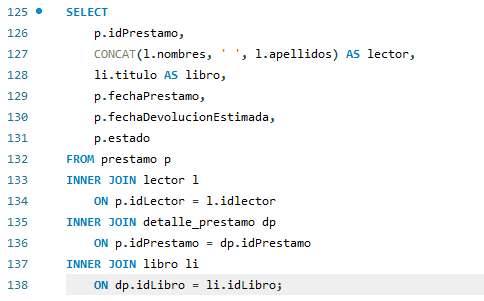 125 SELECT
126 p.idPrestamo,
127 CONCAT(l.nombres, ' ', l.apellidos) AS lector,
128 li.titulo AS libro,
129 p.fechaPrestamo,
130 p.fechaDevolucionEstimada,
131 p.estado
132 FROM prestamo p
133 INNER JOIN lector l
134 ON p.idLector = l.idlector
135 INNER JOIN detalle_prestamo dp
136 ON p.idPrestamo = dp.idPrestamo
137 INNER JOIN libro li
138 ON dp.idLibro = li.idLibro;